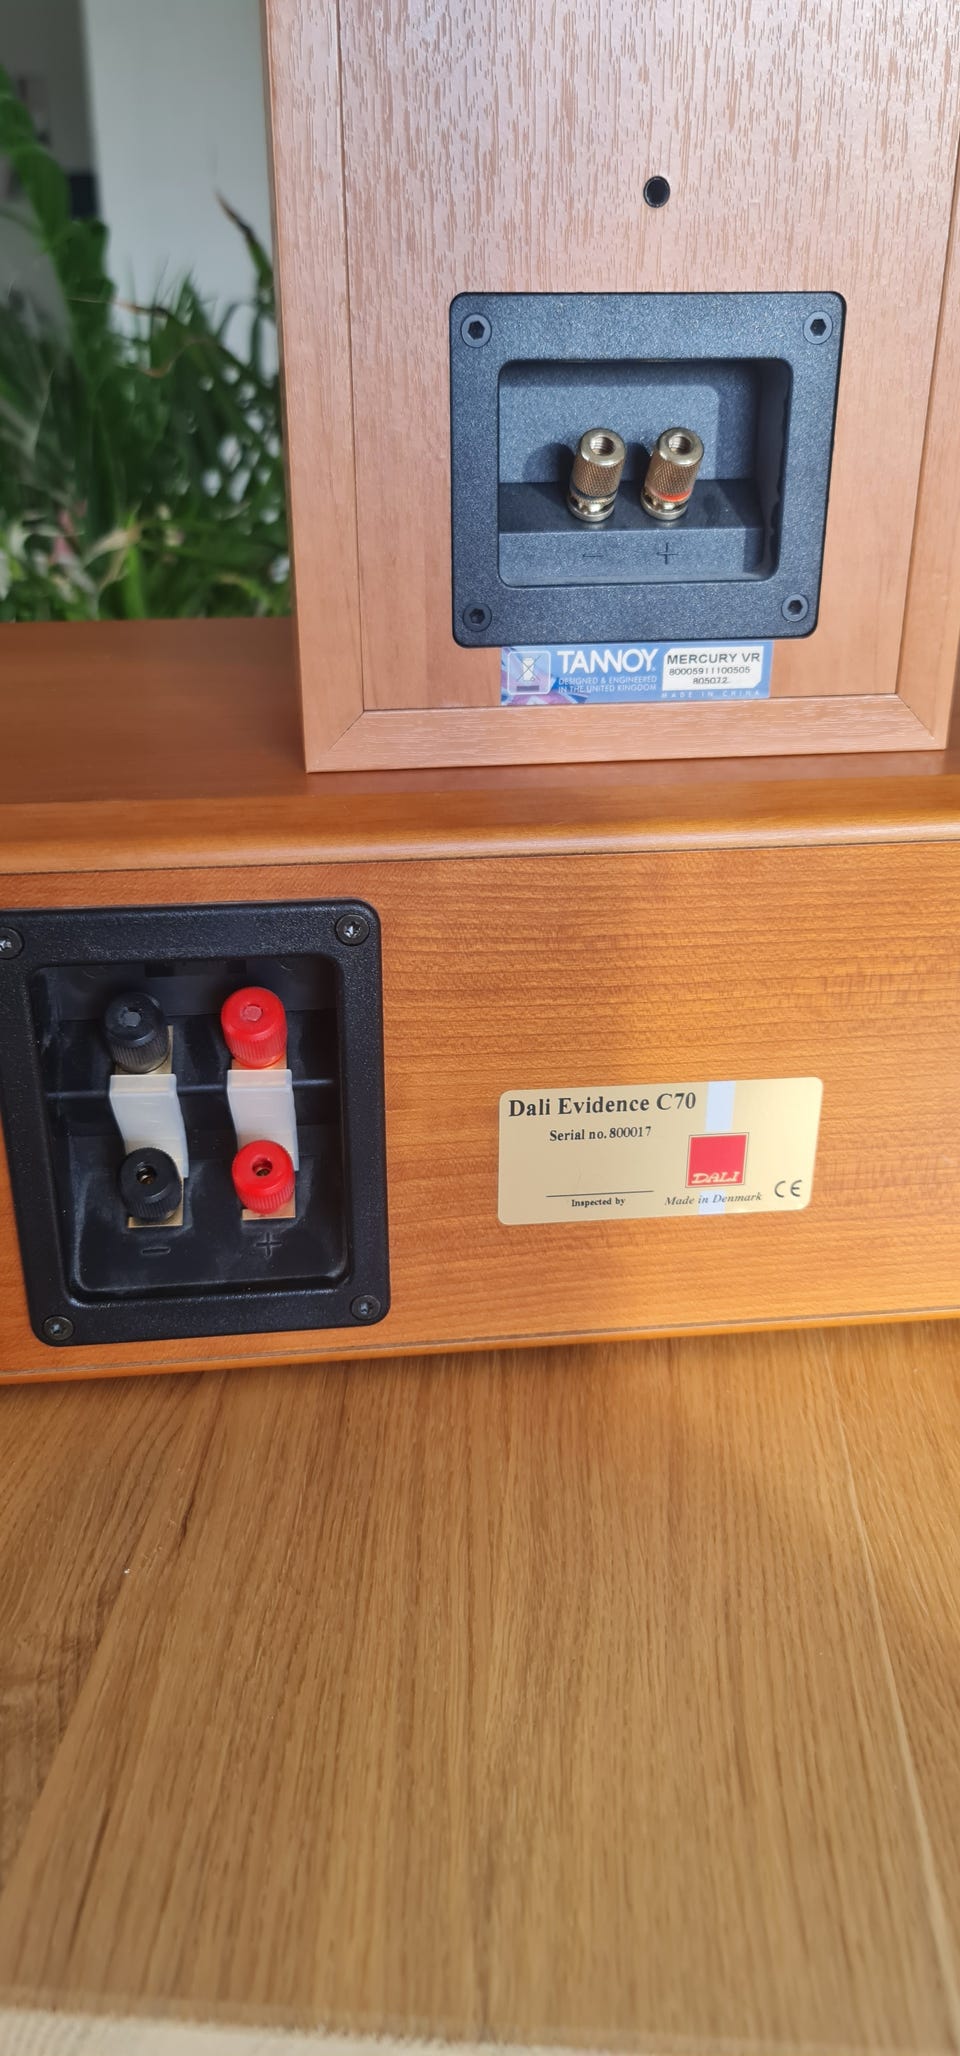 − +
TANNOY
DESIGNED & ENGINEERED
IN THE UNITED KINGDOM
MERCURY VR
80005911100505
805072
MADE IN CHINA
Dali Evidence C70
Serial no. 800017
DALI
Inspected by
Made in Denmark CE
− +